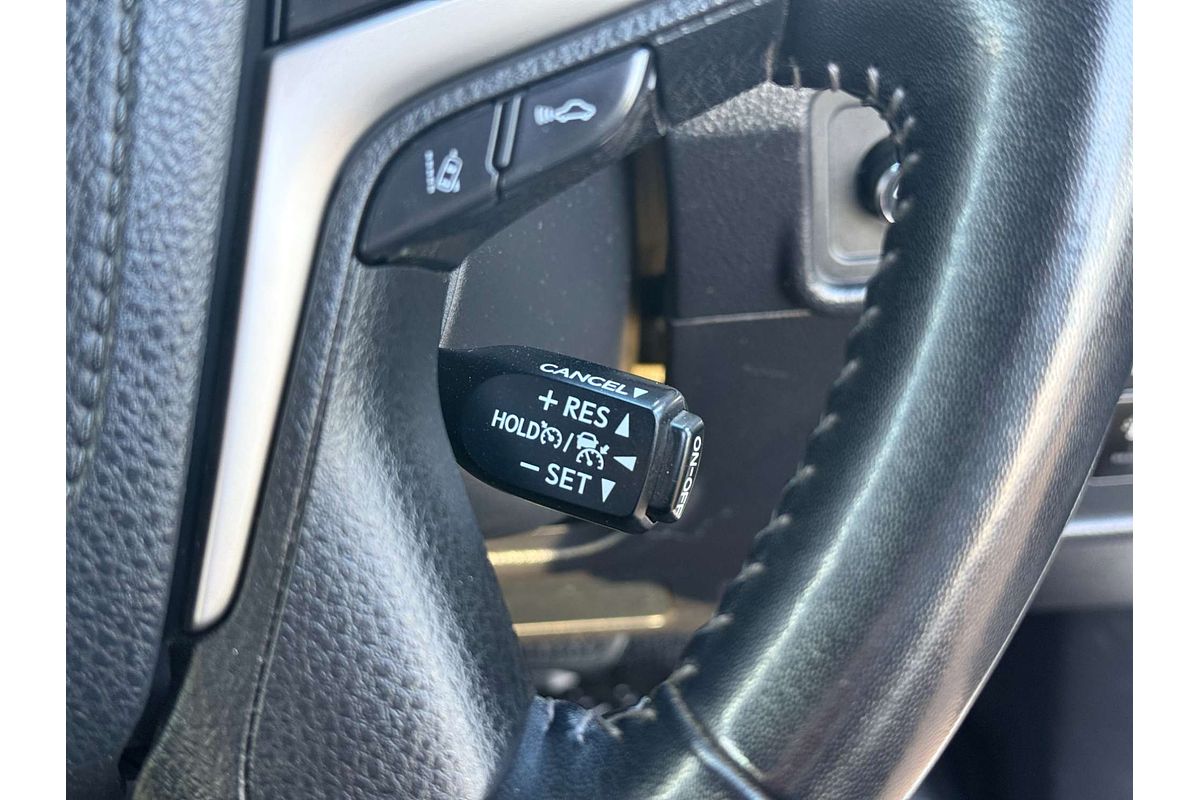 CANCEL▼
+ RES ▲
HOLD / ◀
− SET ▼
ON-OFF